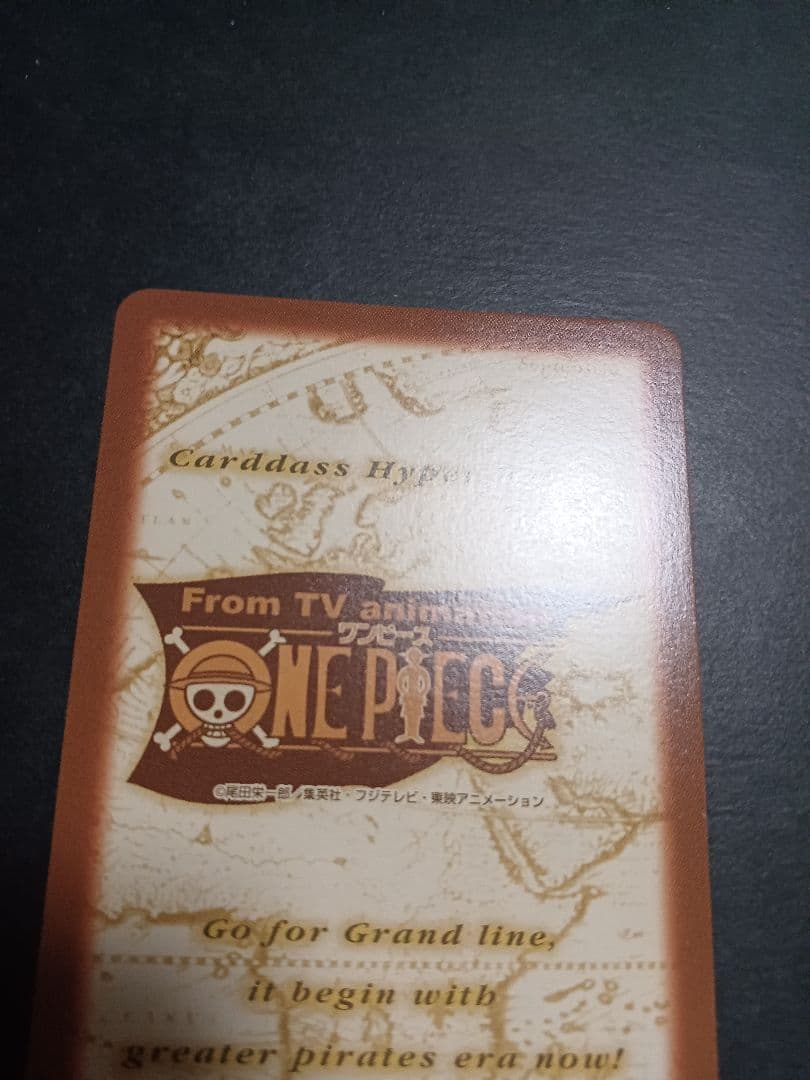 Carddass Hyper
From TV animation
ワンピース
ONE PIECE
©尾田栄一郎／集英社・フジテレビ・東映アニメーション
Go for Grand line,
it begin with
greater pirates era now!